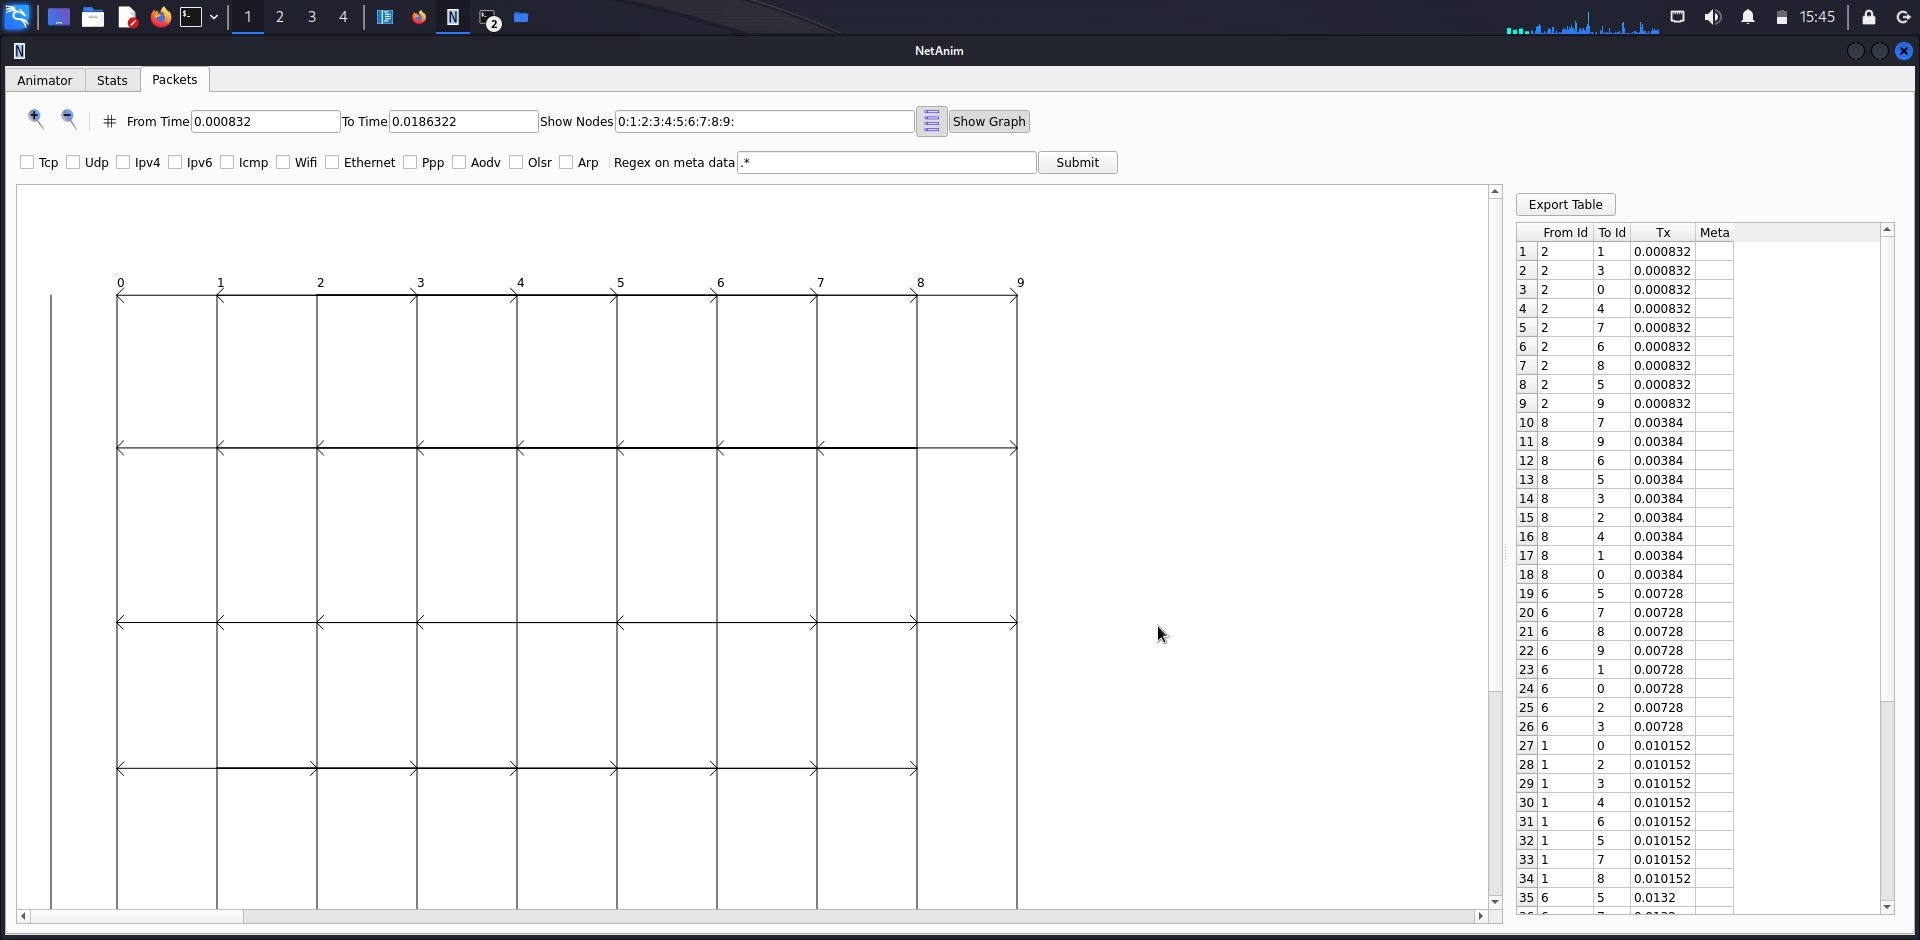 1 2 3 4 2 15:45
NetAnim
Animator Stats Packets
From Time 0.000832 To Time 0.0186322 Show Nodes 0:1:2:3:4:5:6:7:8:9: Show Graph
Tcp Udp Ipv4 Ipv6 Icmp Wifi Ethernet Ppp Aodv Olsr Arp Regex on meta data .* Submit
0 1 2 3 4 5 6 7 8 9
Export Table
From Id To Id Tx Meta
1 2 1 0.000832
2 2 3 0.000832
3 2 0 0.000832
4 2 4 0.000832
5 2 7 0.000832
6 2 6 0.000832
7 2 8 0.000832
8 2 5 0.000832
9 2 9 0.000832
10 8 7 0.00384
11 8 9 0.00384
12 8 6 0.00384
13 8 5 0.00384
14 8 3 0.00384
15 8 2 0.00384
16 8 4 0.00384
17 8 1 0.00384
18 8 0 0.00384
19 6 5 0.00728
20 6 7 0.00728
21 6 8 0.00728
22 6 9 0.00728
23 6 1 0.00728
24 6 0 0.00728
25 6 2 0.00728
26 6 3 0.00728
27 1 0 0.010152
28 1 2 0.010152
29 1 3 0.010152
30 1 4 0.010152
31 1 6 0.010152
32 1 5 0.010152
33 1 7 0.010152
34 1 8 0.010152
35 6 5 0.0132